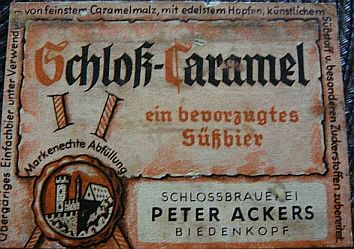 von feinstem Caramelmalz, mit edelstem Hopfen, künstlichem
Süßstoff u. besonderen Zuckerstoffen zubereitet
Schloß-Caramel
ein bevorzugtes
Süßbier
Markenechte Abfüllung
SCHLOSSBRAUEREI
PETER ACKERS
BIEDENKOPF
Obergäriges Einfachbier unter Verwend.